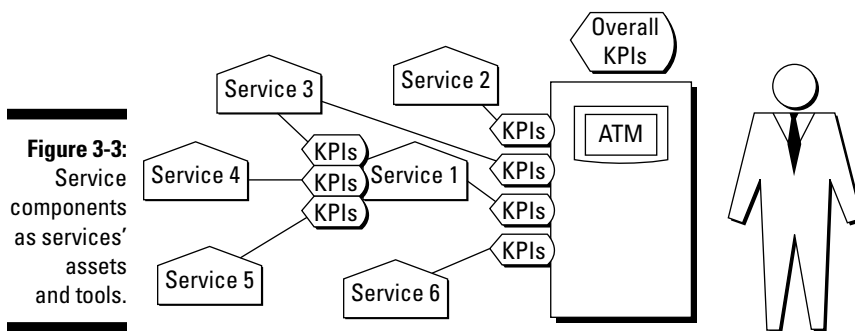 Figure 3-3:
Service
components
as services'
assets
and tools.
Overall
KPIs
Service 2
Service 3
KPIs
ATM
KPIs
KPIs
Service 4
KPIs
Service 1
KPIs
KPIs
Service 5
KPIs
Service 6